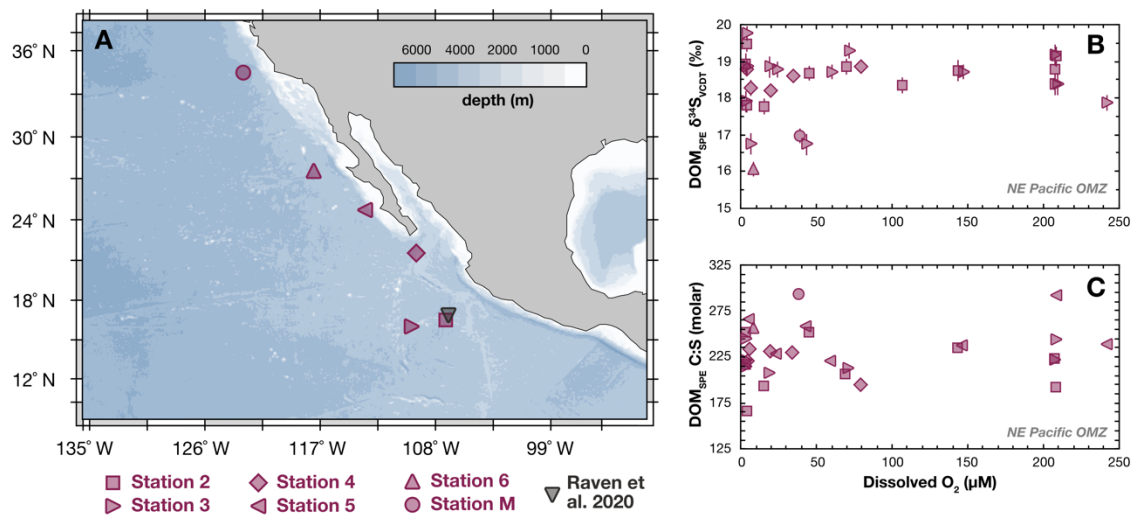 A
36° N
30° N
24° N
18° N
12° N
135° W
126° W
117° W
108° W
99° W
6000 4000 2000 1000 0
depth (m)
Station 2
Station 3
Station 4
Station 5
Station 6
Station M
Raven et
al. 2020
B
DOM_SPE δ³⁴S_VCDT (‰)
20
19
18
17
16
15
0 50 100 150 200 250
NE Pacific OMZ
C
DOM_SPE C:S (molar)
325
275
225
175
125
0 50 100 150 200 250
NE Pacific OMZ
Dissolved O₂ (µM)